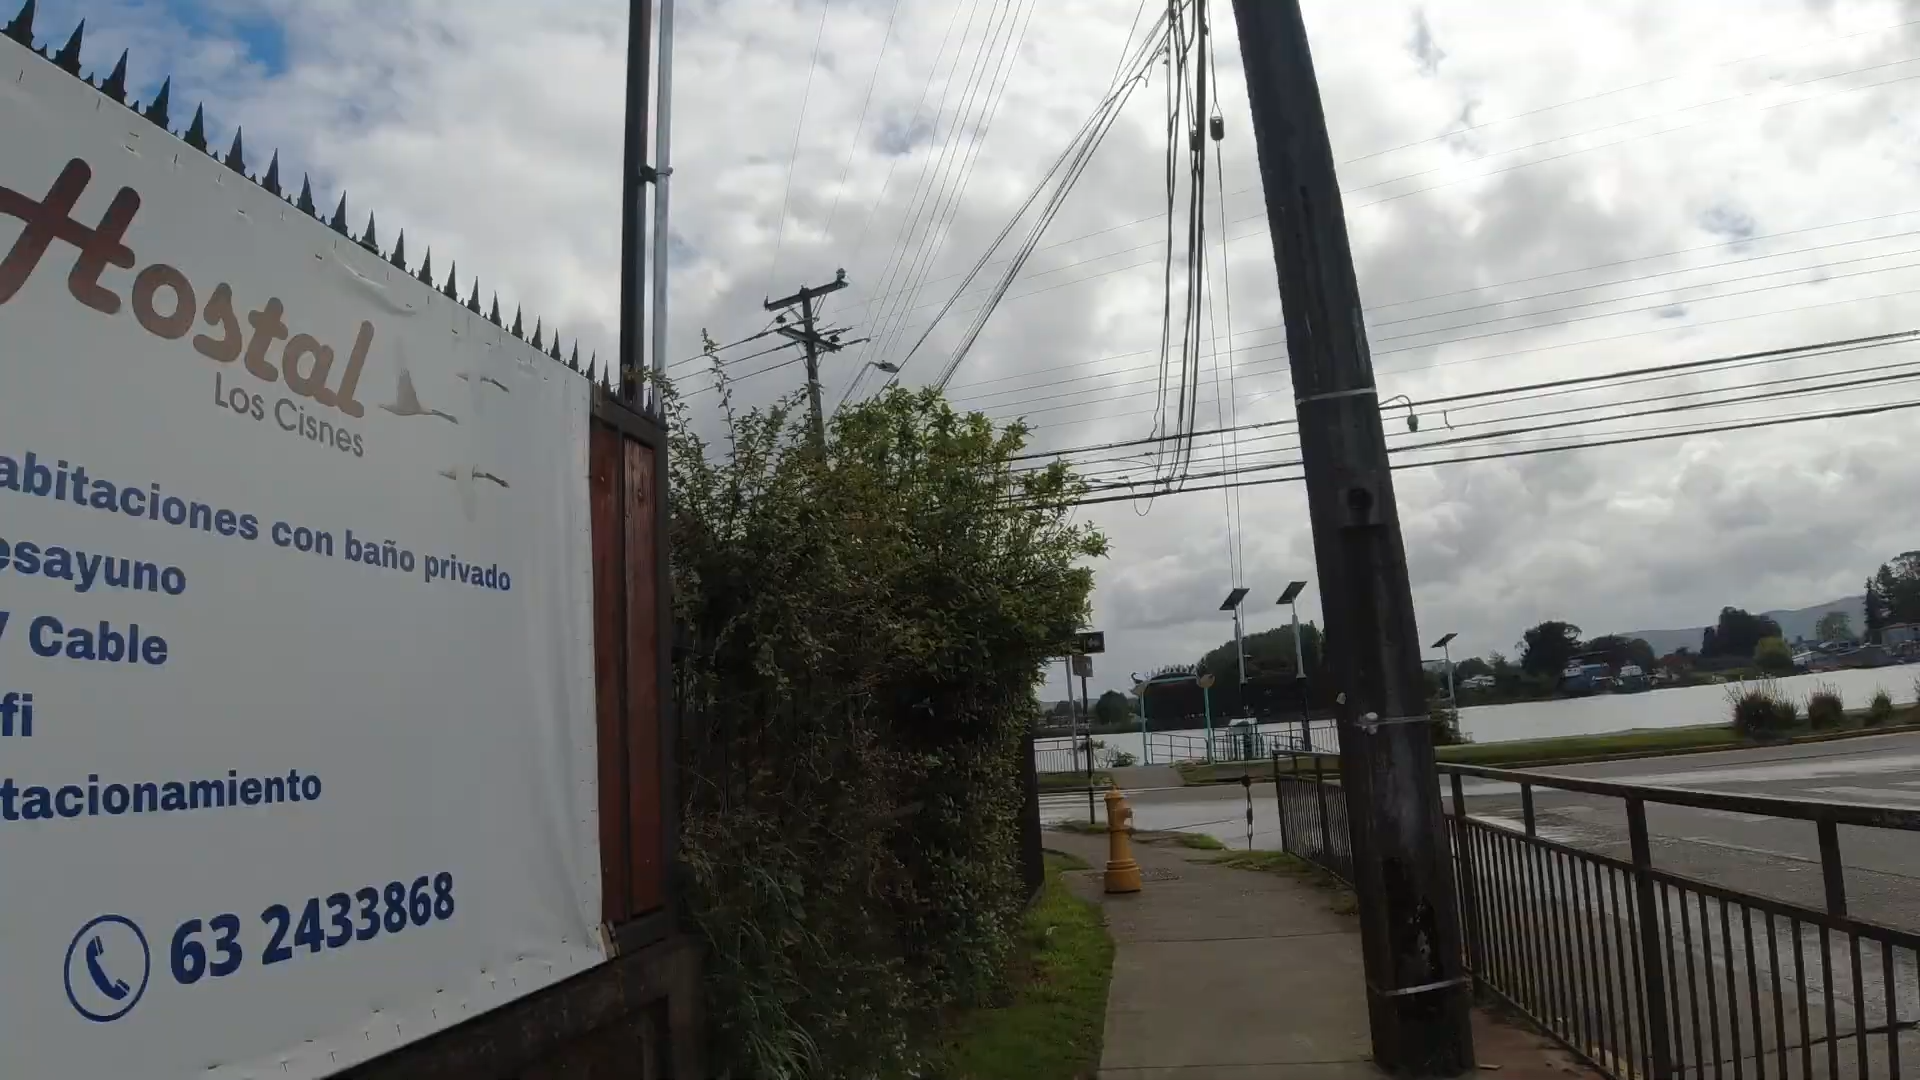 Hostal
Los Cisnes
abitaciones con baño privado
esayuno
V Cable
fi
tacionamiento
63 2433868